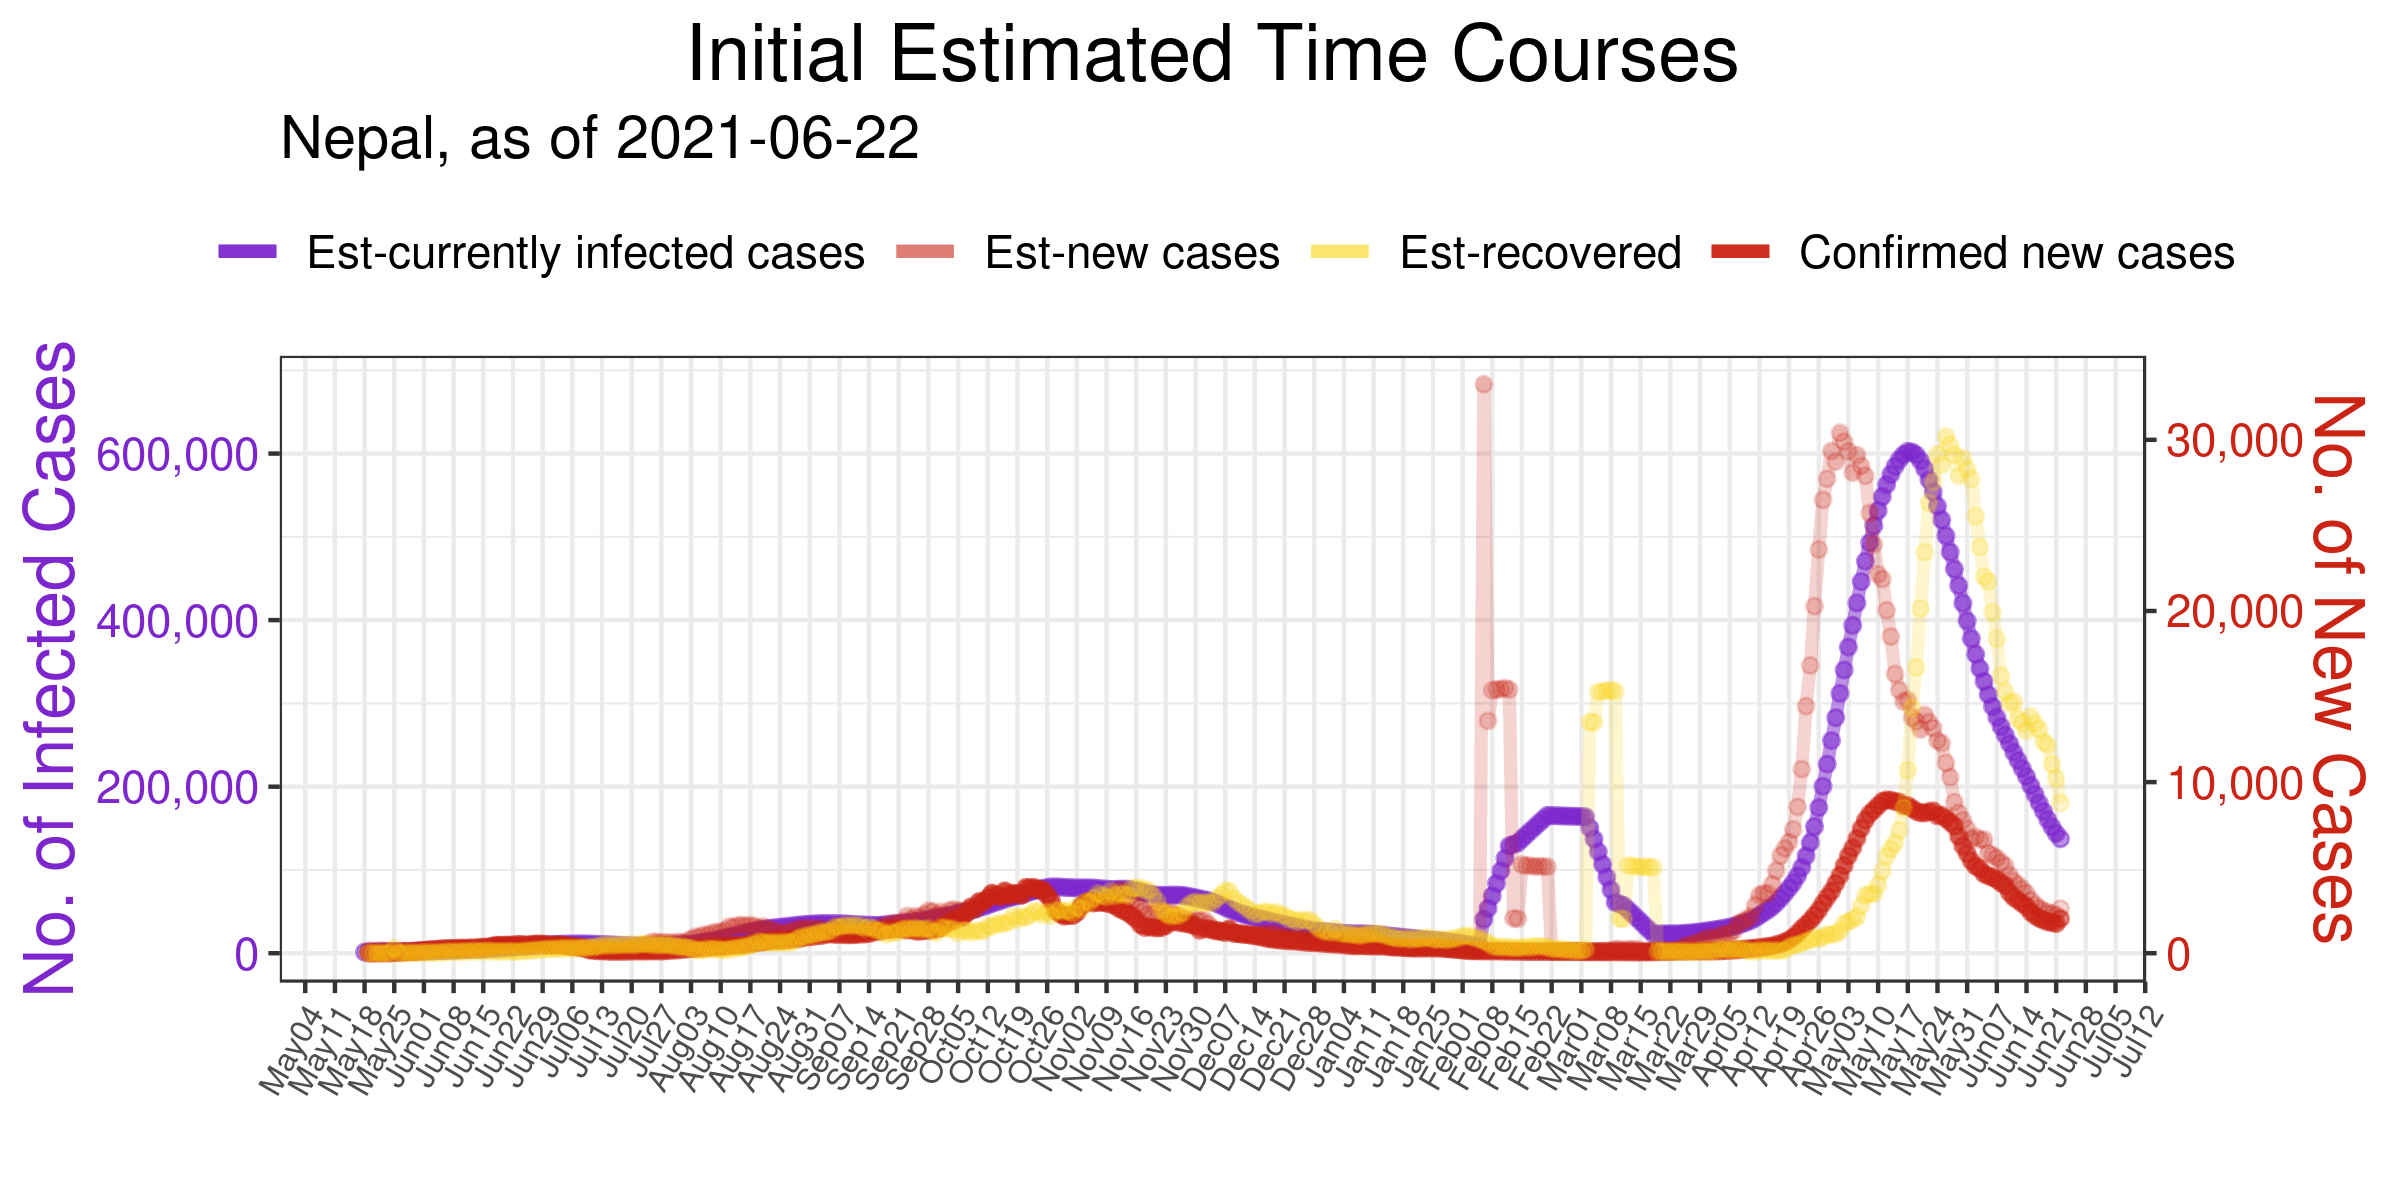 Initial Estimated Time Courses
Nepal, as of 2021-06-22
Est-currently infected cases Est-new cases Est-recovered Confirmed new cases
No. of Infected Cases
600,000
400,000
200,000
0
30,000
20,000
10,000
0
No. of New Cases
May04 May11 May18 May25 Jun01 Jun08 Jun15 Jun22 Jun29 Jul06 Jul13 Jul20 Jul27 Aug03 Aug10 Aug17 Aug24 Aug31 Sep07 Sep14 Sep21 Sep28 Oct05 Oct12 Oct19 Oct26 Nov02 Nov09 Nov16 Nov23 Nov30 Dec07 Dec14 Dec21 Dec28 Jan04 Jan11 Jan18 Jan25 Feb01 Feb08 Feb15 Feb22 Mar01 Mar08 Mar15 Mar22 Mar29 Apr05 Apr12 Apr19 Apr26 May03 May10 May17 May24 May31 Jun07 Jun14 Jun21 Jun28 Jul05 Jul12